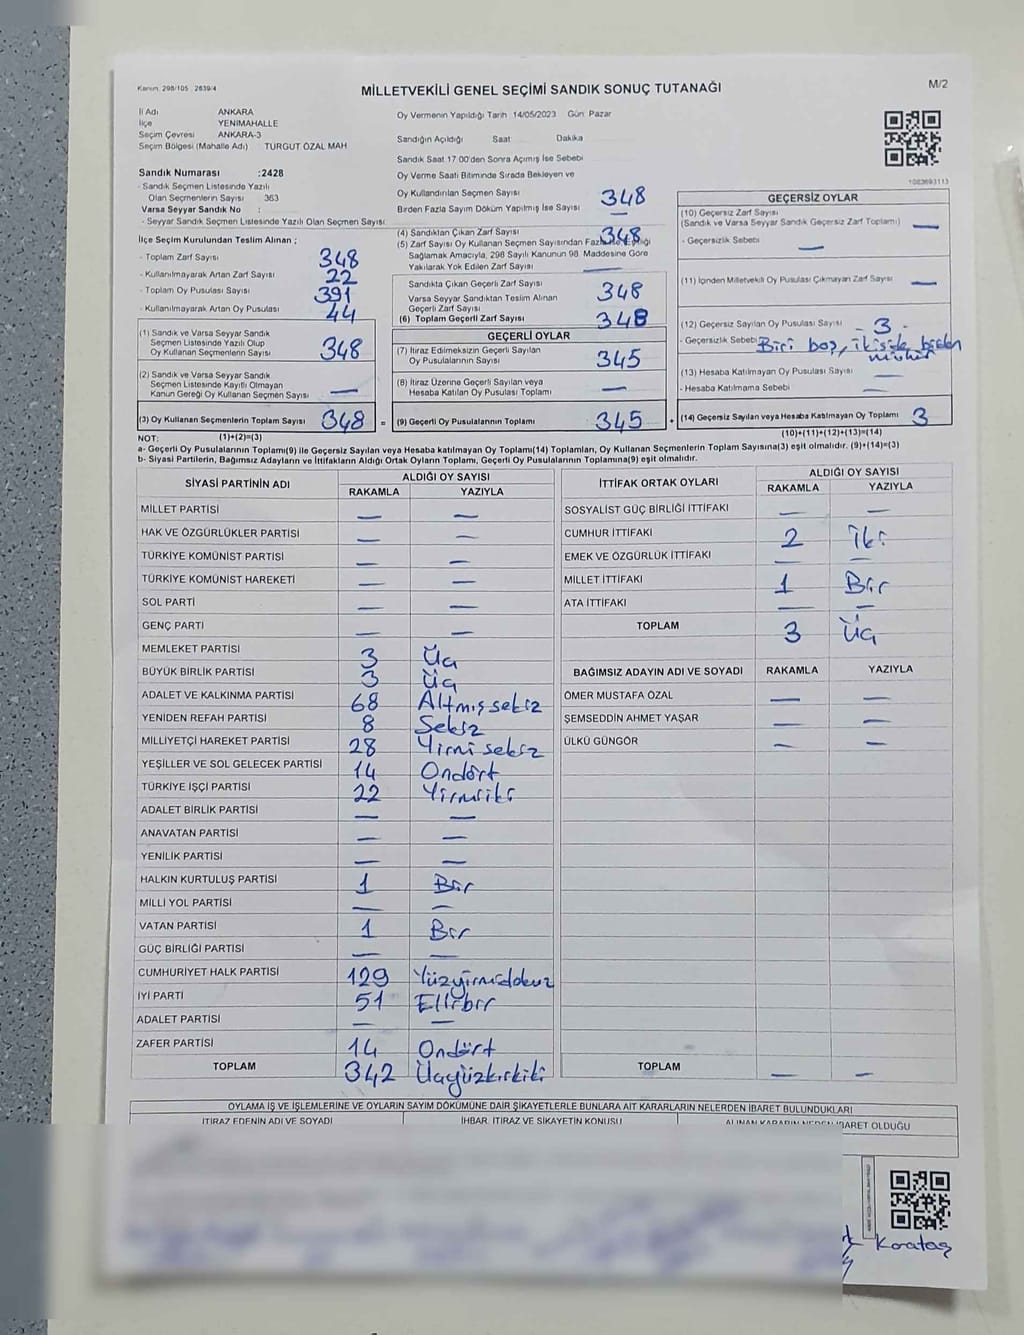 Kanun: 298/105 , 2839/4
MİLLETVEKİLİ GENEL SEÇİMİ SANDIK SONUÇ TUTANAĞI
M/2
İl Adı ANKARA
İlçe YENİMAHALLE
Seçim Çevresi ANKARA-3
Seçim Bölgesi (Mahalle Adı) TURGUT ÖZAL MAH
Oy Vermenin Yapıldığı Tarih 14/05/2023 Gün: Pazar
Sandığın Açıldığı Saat Dakika
Sandık Saat 17:00'den Sonra Açımış İse Sebebi
Oy Verme Saati Bitiminde Sırada Bekleyen ve
Oy Kullandırılan Seçmen Sayısı 348
Birden Fazla Sayım Döküm Yapılmış İse Sayısı —
1083693113
Sandık Numarası :2428
- Sandık Seçmen Listesinde Yazılı
Olan Seçmenlerin Sayısı 363
Varsa Seyyar Sandık No :
- Seyyar Sandık Seçmen Listesinde Yazılı Olan Seçmen Sayısı:
İlçe Seçim Kurulundan Teslim Alınan ;
- Toplam Zarf Sayısı 348
- Kullanılmayarak Artan Zarf Sayısı 22
- Toplam Oy Pusulası Sayısı 391
- Kullanılmayarak Artan Oy Pusulası 44
(1) Sandık ve Varsa Seyyar Sandık
Seçmen Listesinde Yazılı Olup
Oy Kullanan Seçmenlerin Sayısı 348
(2) Sandık ve Varsa Seyyar Sandık
Seçmen Listesinde Kayıtlı Olmayan
Kanun Gereği Oy Kullanan Seçmen Sayısı —
(3) Oy Kullanan Seçmenlerin Toplam Sayısı 348 =
(4) Sandıktan Çıkan Zarf Sayısı 348
(5) Zarf Sayısı Oy Kullanan Seçmen Sayısından Fazla ise Eşitliği
Sağlamak Amacıyla, 298 Sayılı Kanunun 98. Maddesine Göre
Yakılarak Yok Edilen Zarf Sayısı —
Sandıkta Çıkan Geçerli Zarf Sayısı 348
Varsa Seyyar Sandıktan Teslim Alınan
Geçerli Zarf Sayısı
(6) Toplam Geçerli Zarf Sayısı 348
GEÇERLİ OYLAR
(7) İtiraz Edilmeksizin Geçerli Sayılan
Oy Pusulalarının Sayısı 345
(8) İtiraz Üzerine Geçerli Sayılan veya
Hesaba Katılan Oy Pusulası Toplamı —
(9) Geçerli Oy Pusulalarının Toplamı 345 +
GEÇERSİZ OYLAR
(10) Geçersiz Zarf Sayısı
(Sandık ve Varsa Seyyar Sandık Geçersiz Zarf Toplamı) —
- Geçersizlik Sebebi —
(11) İçinden Milletvekili Oy Pusulası Çıkmayan Zarf Sayısı —
(12) Geçersiz Sayılan Oy Pusulası Sayısı - 3 -
- Geçersizlik Sebebi Biri boş, ikiside birden
mühür
(13) Hesaba Katılmayan Oy Pusulası Sayısı —
- Hesaba Katılmama Sebebi —
(14) Geçersiz Sayılan veya Hesaba Katılmayan Oy Toplamı 3
NOT: (1)+(2)=(3) (10)+(11)+(12)+(13)=(14)
a- Geçerli Oy Pusulalarının Toplamı(9) ile Geçersiz Sayılan veya Hesaba katılmayan Oy Toplamı(14) Toplamları, Oy Kullanan Seçmenlerin Toplam Sayısına(3) eşit olmalıdır. (9)+(14)=(3)
b- Siyasi Partilerin, Bağımsız Adayların ve İttifakların Aldığı Oy Ortak Oyların Toplamı, Geçerli Oy Pusulalarının Toplamına(9) eşit olmalıdır.
SİYASİ PARTİNİN ADI ALDIĞI OY SAYISI
RAKAMLA YAZIYLA
MİLLET PARTİSİ — —
HAK VE ÖZGÜRLÜKLER PARTİSİ — —
TÜRKİYE KOMÜNİST PARTİSİ — —
TÜRKİYE KOMÜNİST HAREKETİ — —
SOL PARTİ — —
GENÇ PARTİ — —
MEMLEKET PARTİSİ 3 Üç
BÜYÜK BİRLİK PARTİSİ 3 Üç
ADALET VE KALKINMA PARTİSİ 68 Altmışsekiz
YENİDEN REFAH PARTİSİ 8 Sekiz
MİLLİYETÇİ HAREKET PARTİSİ 28 Yirmi sekiz
YEŞİLLER VE SOL GELECEK PARTİSİ 14 Ondört
TÜRKİYE İŞÇİ PARTİSİ 22 Yirmiiki
ADALET BİRLİK PARTİSİ — —
ANAVATAN PARTİSİ — —
YENİLİK PARTİSİ — —
HALKIN KURTULUŞ PARTİSİ 1 Bir
MİLLİ YOL PARTİSİ — —
VATAN PARTİSİ 1 Bir
GÜÇ BİRLİĞİ PARTİSİ — —
CUMHURİYET HALK PARTİSİ 129 Yüzyirmidokuz
İYİ PARTİ 51 Ellibir
ADALET PARTİSİ — —
ZAFER PARTİSİ 14 Ondört
TOPLAM 342 Üçyüzkırkiki
İTTİFAK ORTAK OYLARI ALDIĞI OY SAYISI
RAKAMLA YAZIYLA
SOSYALİST GÜÇ BİRLİĞİ İTTİFAKI — —
CUMHUR İTTİFAKI 2 İki
EMEK VE ÖZGÜRLÜK İTTİFAKI — —
MİLLET İTTİFAKI 1 Bir
ATA İTTİFAKI — —
TOPLAM 3 Üç
BAĞIMSIZ ADAYIN ADI VE SOYADI RAKAMLA YAZIYLA
ÖMER MUSTAFA ÖZAL — —
ŞEMSEDDİN AHMET YAŞAR — —
ÜLKÜ GÜNGÖR — —
TOPLAM — —
OYLAMA İŞ VE İŞLEMLERİNE VE OYLARIN SAYIM DÖKÜMÜNE DAİR ŞİKAYETLERLE BUNLARA AİT KARARLARIN NELERDEN İBARET BULUNDUKLARI
İTİRAZ EDENİN ADI VE SOYADI İHBAR, İTİRAZ VE ŞİKAYETİN KONUSU ALINAN KARARIN NEDEN İBARET OLDUĞU
Karataş